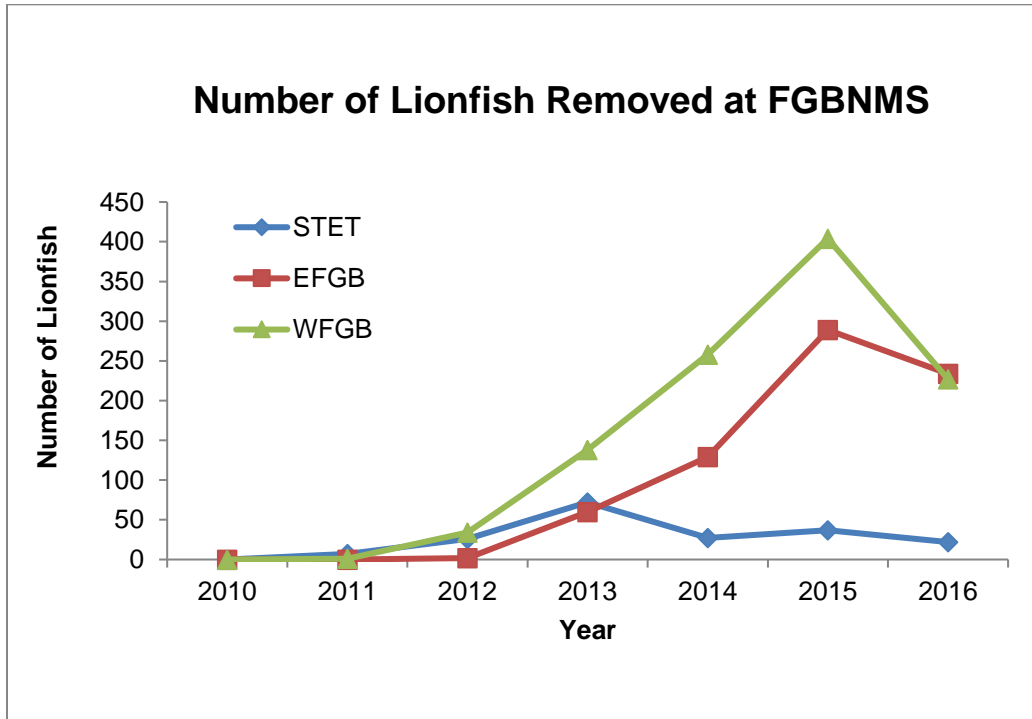 Number of Lionfish Removed at FGBNMS
Number of Lionfish
450
400
350
300
250
200
150
100
50
0
STET
EFGB
WFGB
2010 2011 2012 2013 2014 2015 2016
Year